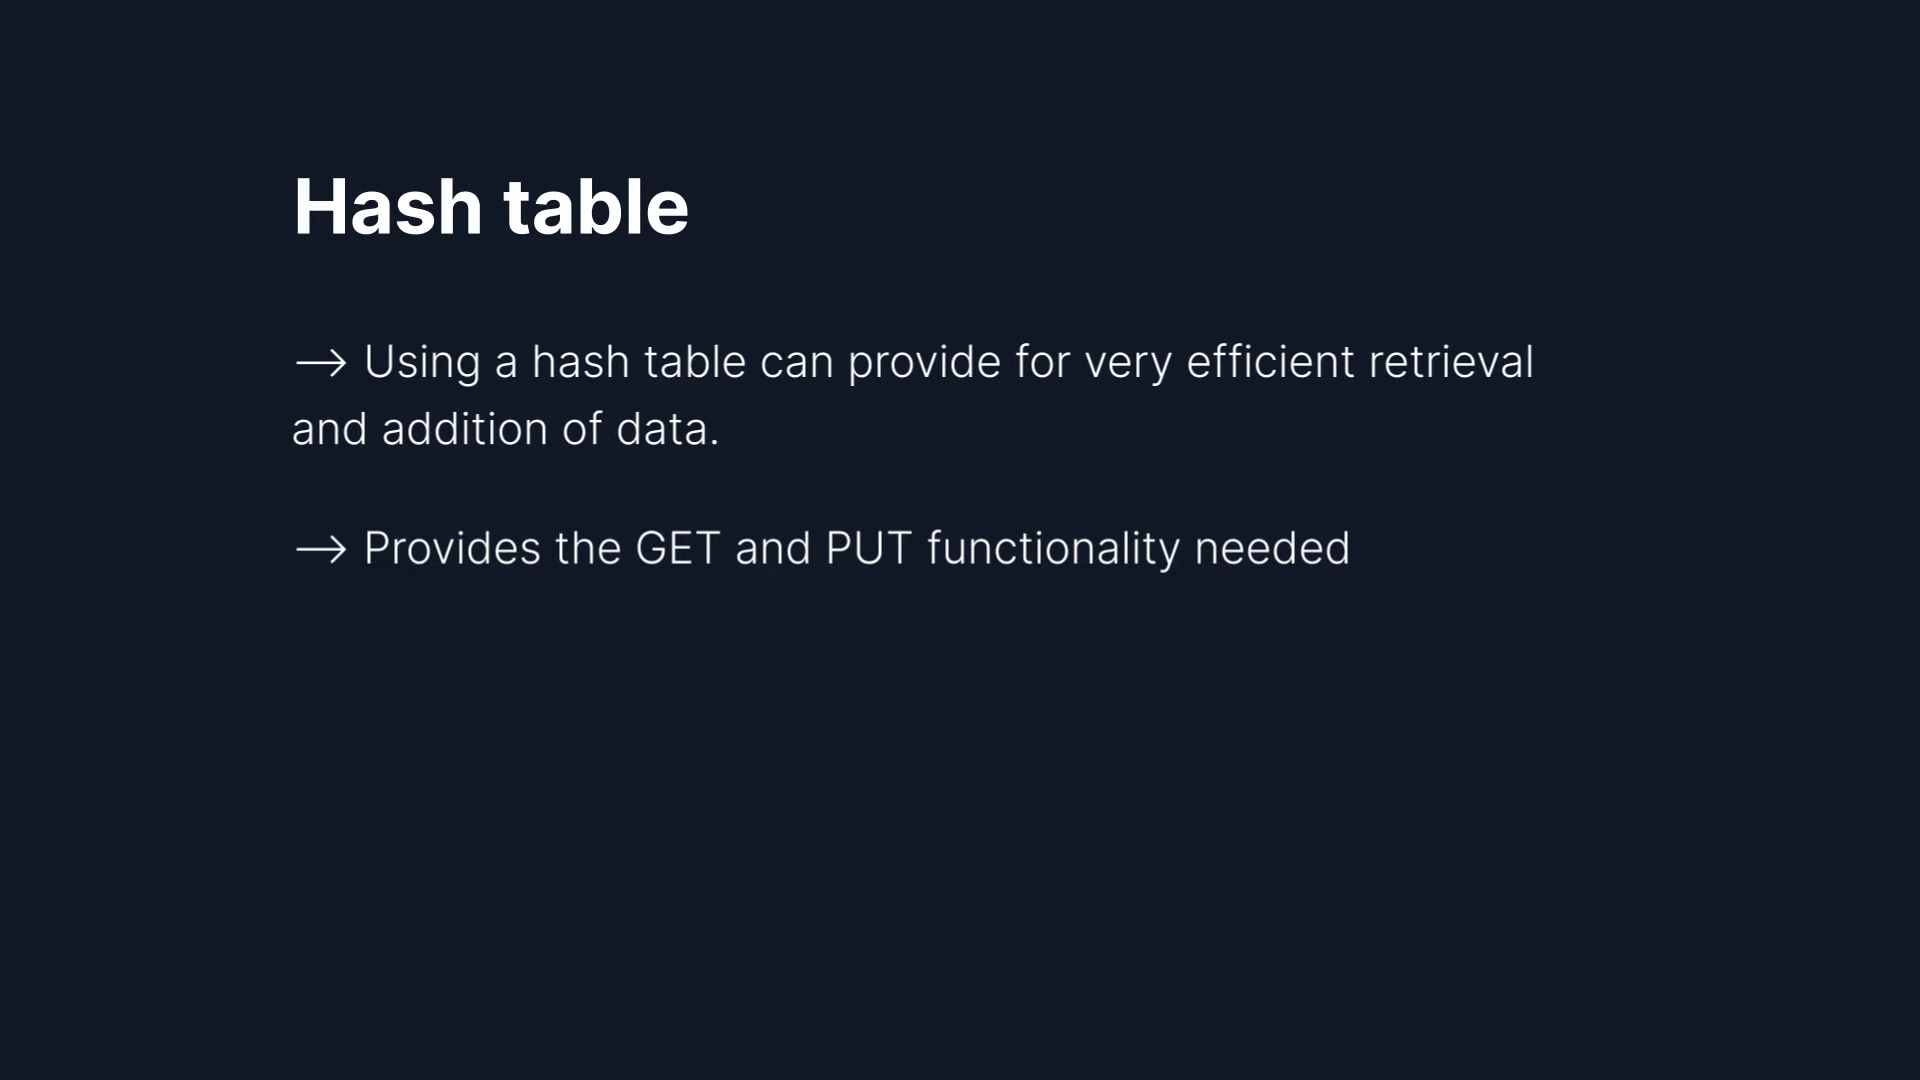 Hash table
→ Using a hash table can provide for very efficient retrieval
and addition of data.
→ Provides the GET and PUT functionality needed